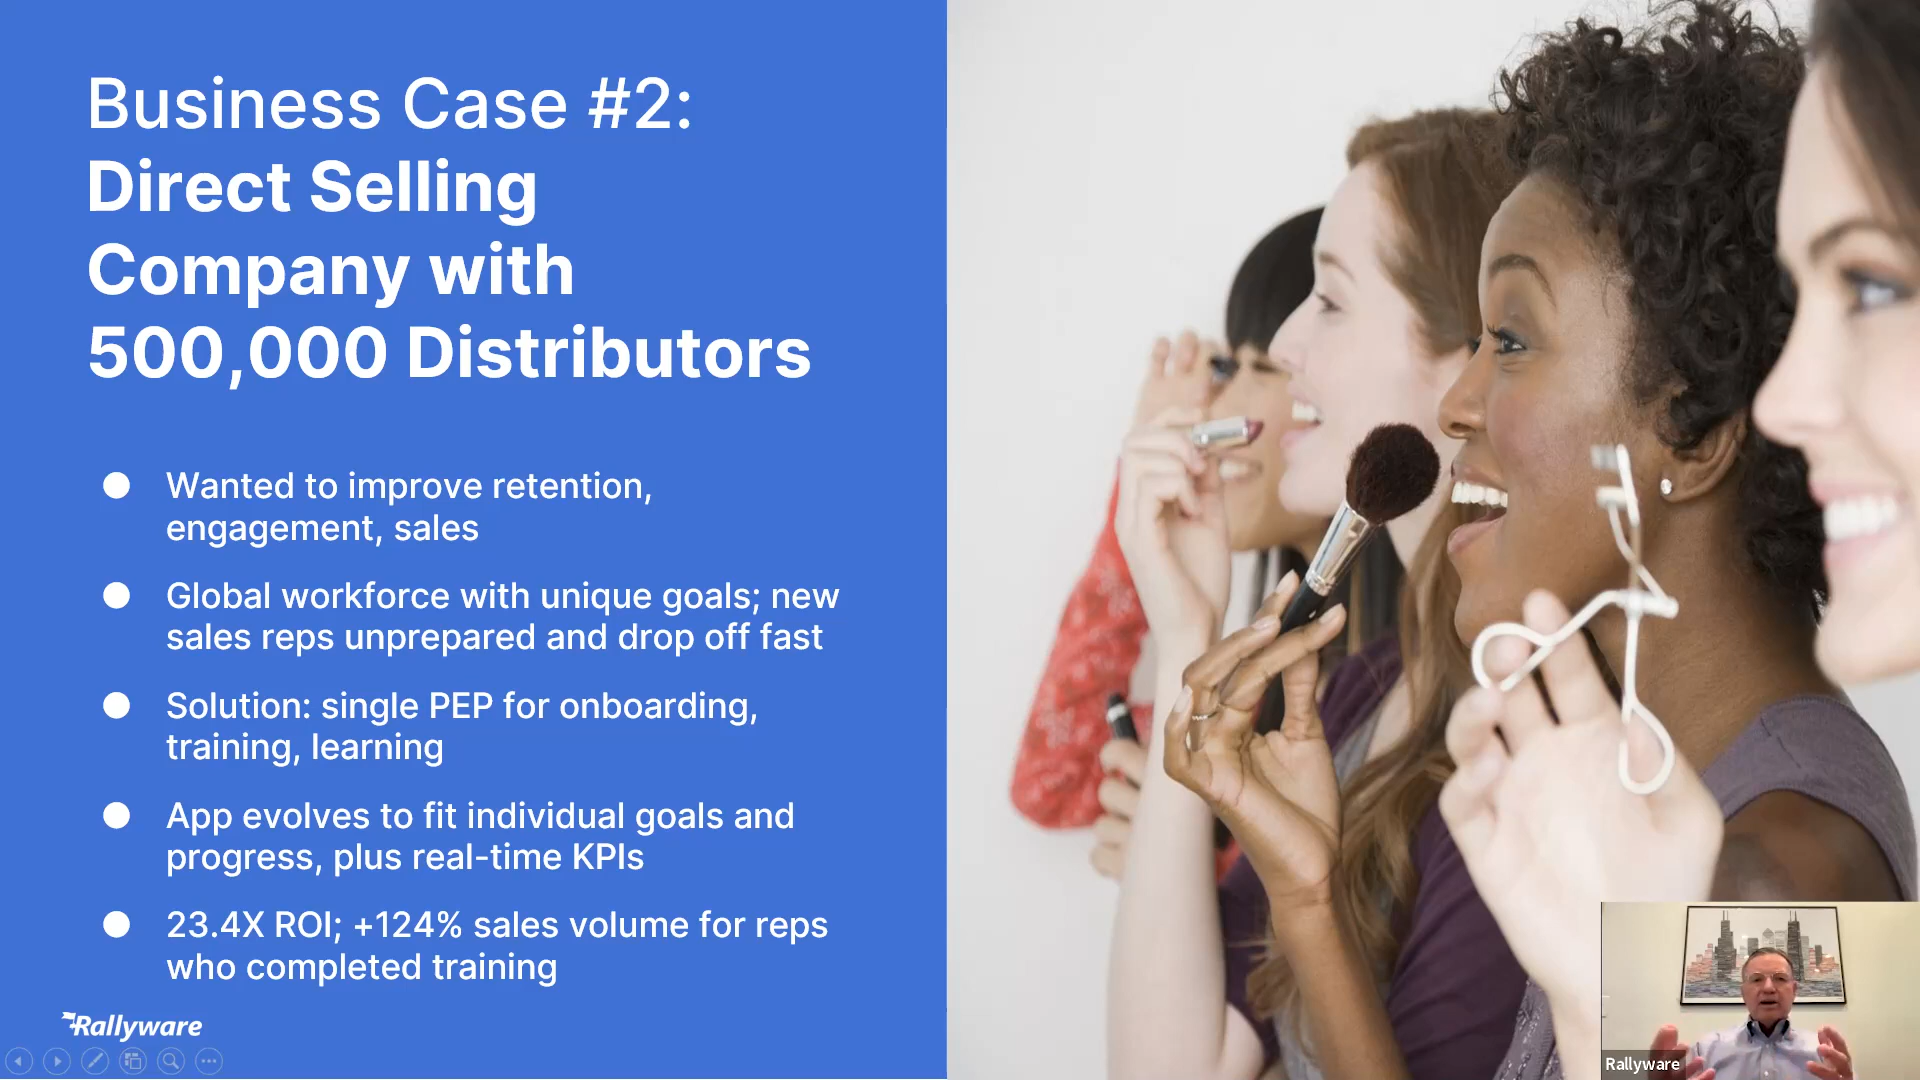 Business Case #2:
Direct Selling
Company with
500,000 Distributors
● Wanted to improve retention,
engagement, sales
● Global workforce with unique goals; new
sales reps unprepared and drop off fast
● Solution: single PEP for onboarding,
training, learning
● App evolves to fit individual goals and
progress, plus real-time KPIs
● 23.4X ROI; +124% sales volume for reps
who completed training
Rallyware
Rallyware